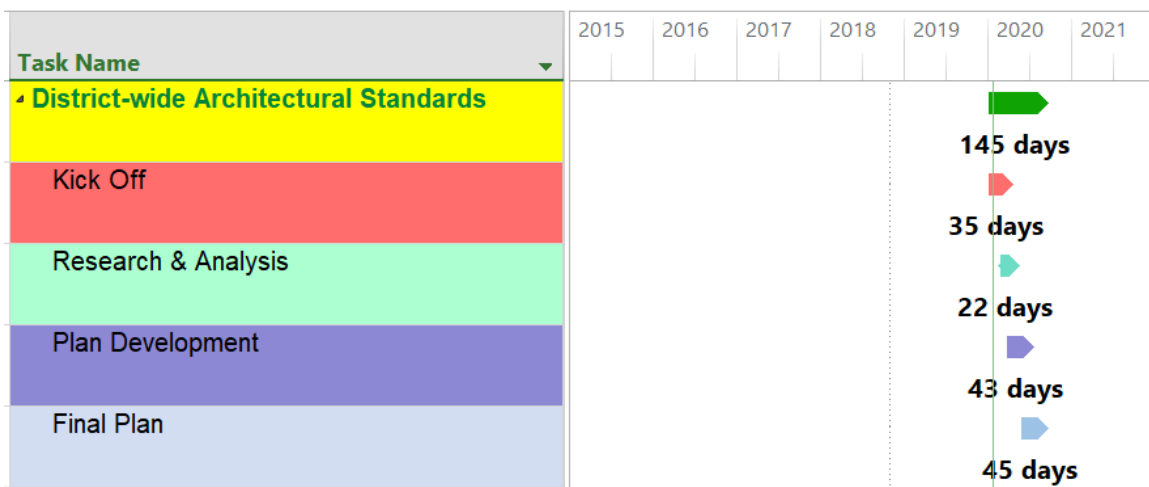 2015 2016 2017 2018 2019 2020 2021
Task Name
District-wide Architectural Standards
145 days
Kick Off
35 days
Research & Analysis
22 days
Plan Development
43 days
Final Plan
45 days